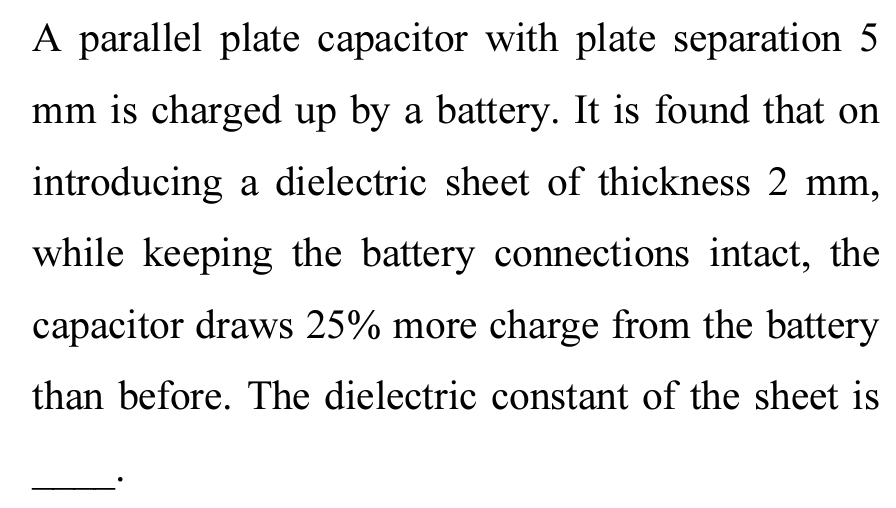 A parallel plate capacitor with plate separation 5
mm is charged up by a battery. It is found that on
introducing a dielectric sheet of thickness 2 mm,
while keeping the battery connections intact, the
capacitor draws 25% more charge from the battery
than before. The dielectric constant of the sheet is
____.